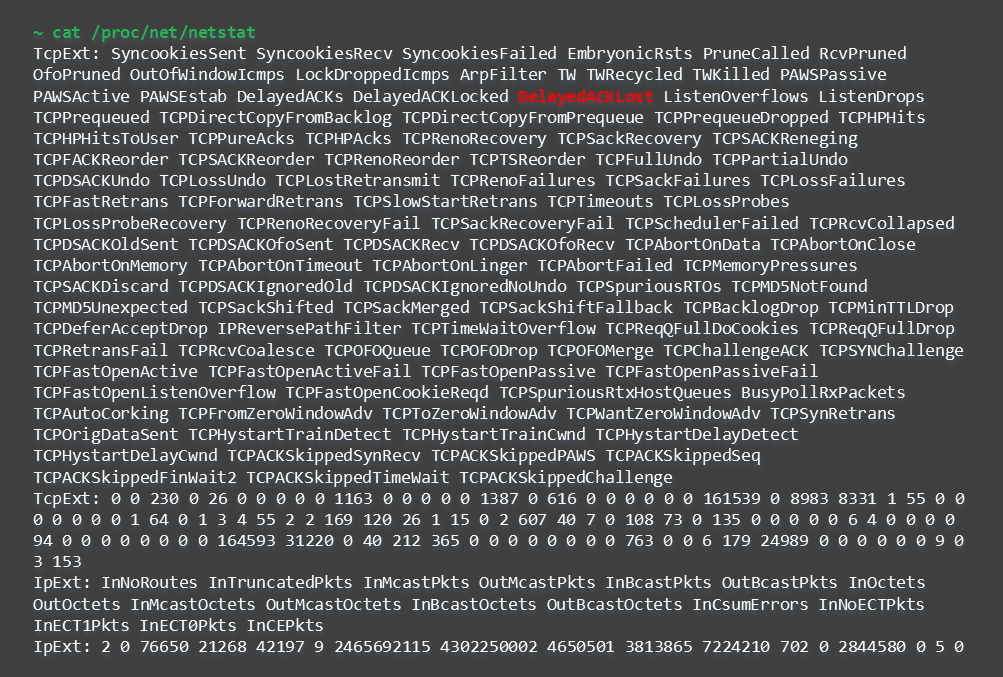 ~ cat /proc/net/netstat
TcpExt: SyncookiesSent SyncookiesRecv SyncookiesFailed EmbryonicRsts PruneCalled RcvPruned
OfoPruned OutOfWindowIcmps LockDroppedIcmps ArpFilter TW TWRecycled TWKilled PAWSPassive
PAWSActive PAWSEstab DelayedACKs DelayedACKLocked DelayedACKLost ListenOverflows ListenDrops
TCPPrequeued TCPDirectCopyFromBacklog TCPDirectCopyFromPrequeue TCPPrequeueDropped TCPHPHits
TCPHPHitsToUser TCPPureAcks TCPHPAcks TCPRenoRecovery TCPSackRecovery TCPSACKReneging
TCPFACKReorder TCPSACKReorder TCPRenoReorder TCPTSReorder TCPFullUndo TCPPartialUndo
TCPDSACKUndo TCPLossUndo TCPLostRetransmit TCPRenoFailures TCPSackFailures TCPLossFailures
TCPFastRetrans TCPForwardRetrans TCPSlowStartRetrans TCPTimeouts TCPLossProbes
TCPLossProbeRecovery TCPRenoRecoveryFail TCPSackRecoveryFail TCPSchedulerFailed TCPRcvCollapsed
TCPDSACKOldSent TCPDSACKOfoSent TCPDSACKRecv TCPDSACKOfoRecv TCPAbortOnData TCPAbortOnClose
TCPAbortOnMemory TCPAbortOnTimeout TCPAbortOnLinger TCPAbortFailed TCPMemoryPressures
TCPSACKDiscard TCPDSACKIgnoredOld TCPDSACKIgnoredNoUndo TCPSpuriousRTOs TCPMD5NotFound
TCPMD5Unexpected TCPSackShifted TCPSackMerged TCPSackShiftFallback TCPBacklogDrop TCPMinTTLDrop
TCPDeferAcceptDrop IPReversePathFilter TCPTimeWaitOverflow TCPReqQFullDoCookies TCPReqQFullDrop
TCPRetransFail TCPRcvCoalesce TCPOFOQueue TCPOFODrop TCPOFOMerge TCPChallengeACK TCPSYNChallenge
TCPFastOpenActive TCPFastOpenActiveFail TCPFastOpenPassive TCPFastOpenPassiveFail
TCPFastOpenListenOverflow TCPFastOpenCookieReqd TCPSpuriousRtxHostQueues BusyPollRxPackets
TCPAutoCorking TCPFromZeroWindowAdv TCPToZeroWindowAdv TCPWantZeroWindowAdv TCPSynRetrans
TCPOrigDataSent TCPHystartTrainDetect TCPHystartTrainCwnd TCPHystartDelayDetect
TCPHystartDelayCwnd TCPACKSkippedSynRecv TCPACKSkippedPAWS TCPACKSkippedSeq
TCPACKSkippedFinWait2 TCPACKSkippedTimeWait TCPACKSkippedChallenge
TcpExt: 0 0 230 0 26 0 0 0 0 0 1163 0 0 0 0 0 1387 0 616 0 0 0 0 0 0 161539 0 8983 8331 1 55 0 0
0 0 0 0 0 1 64 0 1 3 4 55 2 2 169 120 26 1 15 0 2 607 40 7 0 108 73 0 135 0 0 0 0 0 6 4 0 0 0 0
94 0 0 0 0 0 0 0 0 164593 31220 0 40 212 365 0 0 0 0 0 0 0 0 763 0 0 6 179 24989 0 0 0 0 0 0 9 0
3 153
IpExt: InNoRoutes InTruncatedPkts InMcastPkts OutMcastPkts InBcastPkts OutBcastPkts InOctets
OutOctets InMcastOctets OutMcastOctets InBcastOctets OutBcastOctets InCsumErrors InNoECTPkts
InECT1Pkts InECT0Pkts InCEPkts
IpExt: 2 0 76650 21268 42197 9 2465692115 4302250002 4650501 3813865 7224210 702 0 2844580 0 5 0